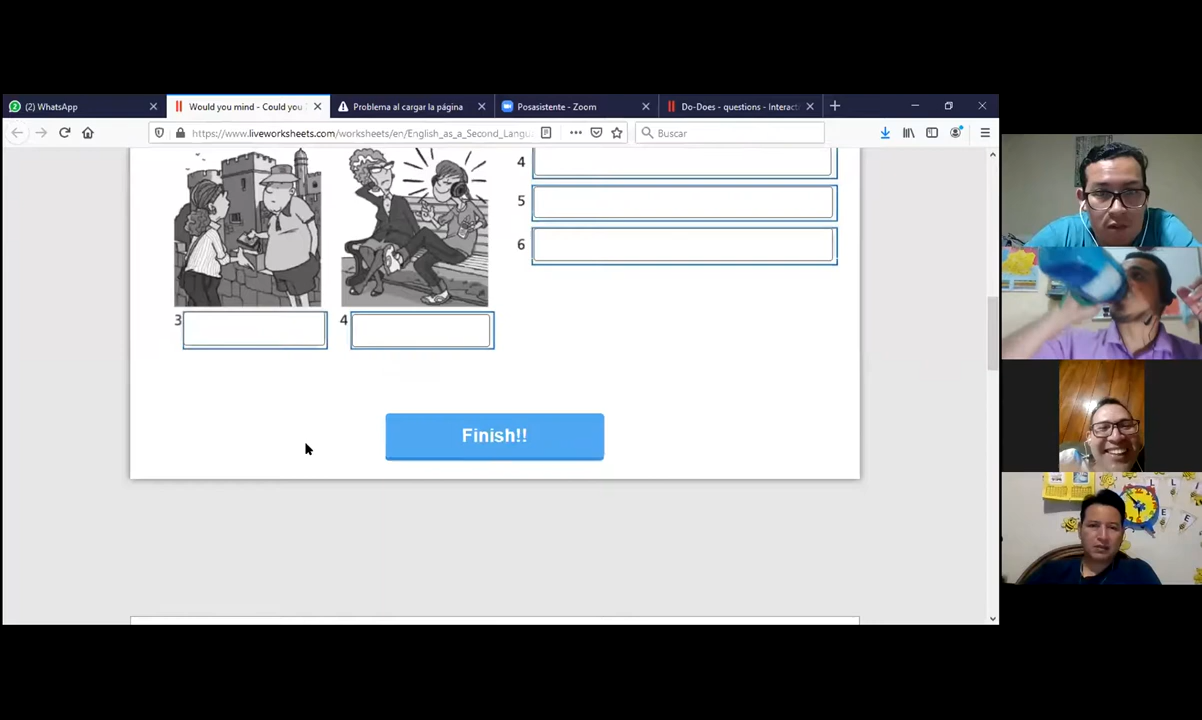 (2) WhatsApp
Would you mind - Could you
Problema al cargar la página
Posasistente - Zoom
Do-Does - questions - Interact
https://www.liveworksheets.com/worksheets/en/English_as_a_Second_Langu
Buscar
4
5
6
3
4
Finish!!
L L I
E
E